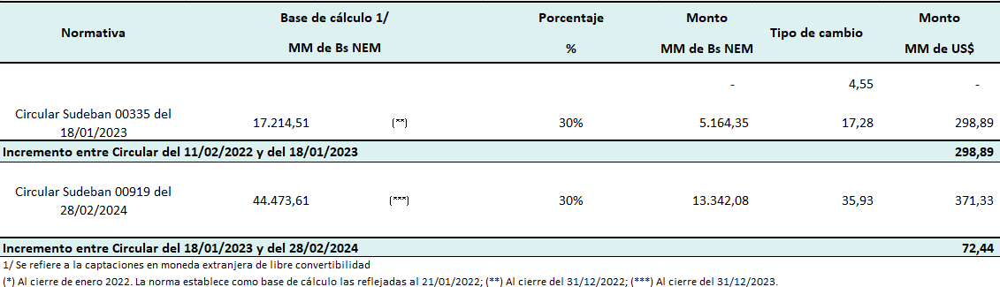 Normativa Base de cálculo 1/ MM de Bs NEM Porcentaje % Monto MM de Bs NEM Tipo de cambio Monto MM de US$
- 4,55 -
Circular Sudeban 00335 del
18/01/2023 17.214,51 (**) 30% 5.164,35 17,28 298,89
Incremento entre Circular del 11/02/2022 y del 18/01/2023 298,89
Circular Sudeban 00919 del
28/02/2024 44.473,61 (***) 30% 13.342,08 35,93 371,33
Incremento entre Circular del 18/01/2023 y del 28/02/2024 72,44
1/ Se refiere a la captaciones en moneda extranjera de libre convertibilidad
(*) Al cierre de enero 2022. La norma establece como base de cálculo las reflejadas al 21/01/2022; (**) Al cierre del 31/12/2022; (***) Al cierre del 31/12/2023.